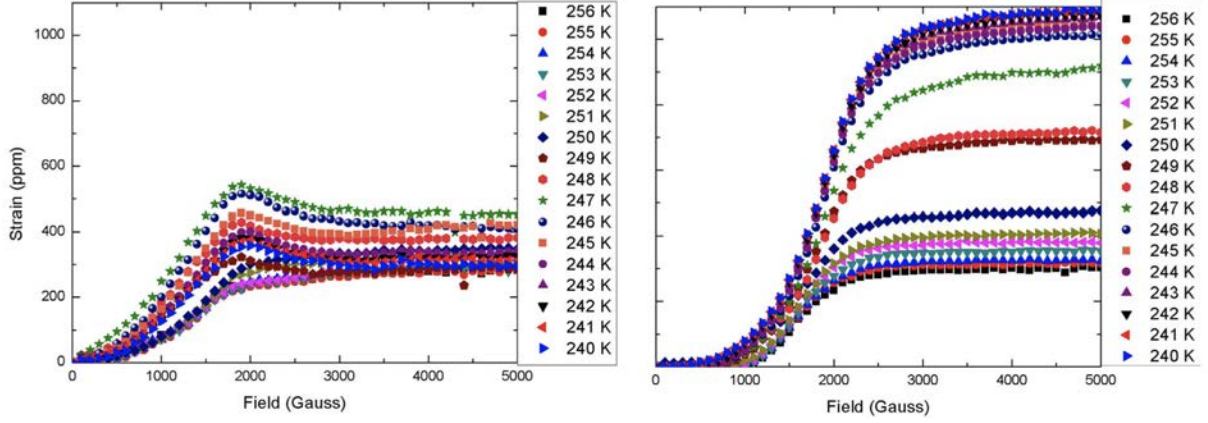 1000
800
600
400
200
0
Strain (ppm)
0 1000 2000 3000 4000 5000
Field (Gauss)
256 K
255 K
254 K
253 K
252 K
251 K
250 K
249 K
248 K
247 K
246 K
245 K
244 K
243 K
242 K
241 K
240 K
0 1000 2000 3000 4000 5000
Field (Gauss)
256 K
255 K
254 K
253 K
252 K
251 K
250 K
249 K
248 K
247 K
246 K
245 K
244 K
243 K
242 K
241 K
240 K